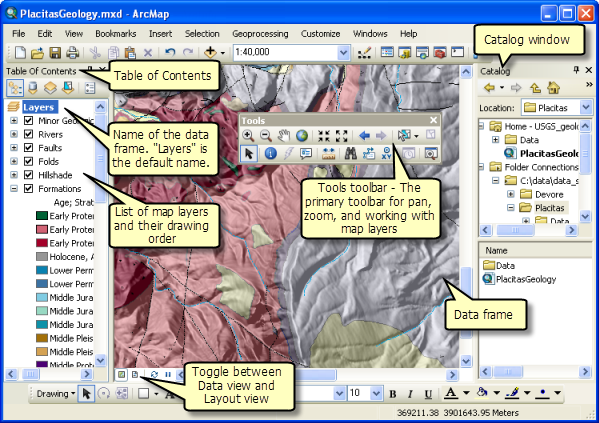 PlacitasGeology.mxd - ArcMap
File Edit View Bookmarks Insert Selection Geoprocessing Customize Windows
1:40,000
Catalog window
Table Of Contents
Table of Contents
Catalog
Layers
Name of the data
frame. "Layers" is
the default name.
Minor Geologic
Rivers
Faults
Folds
Hillshade
Formations
Age; Strat
Early Proter
Early Proter
Early Proter
Holocene, A
Lower Perm
Lower Perm
Middle Jura
Middle Jura
Middle Jura
Middle Pleis
Middle Pleis
Middle Proter
List of map layers
and their drawing
order
Tools
XY
Tools toolbar - The
primary toolbar for pan,
zoom, and working with
map layers
Location: Placitas
Home - USGS_geolo
Data
PlacitasGeolo
Folder Connections
C:\data\data_s
Devore
Placitas
Data
Name
Data
PlacitasGeology
Data frame
Toggle between
Data view and
Layout view
Drawing
A
10
B I U A A
369211.38 3901643.95 Meters